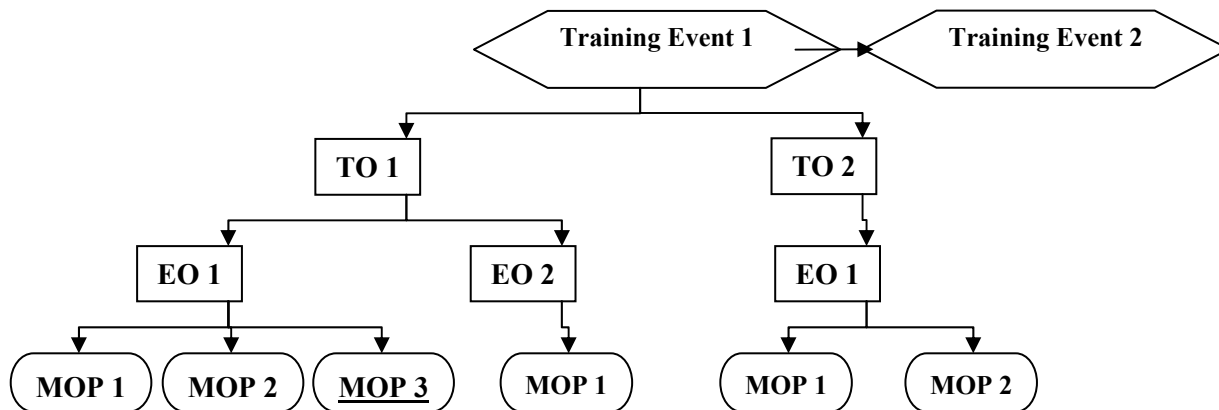 Training Event 1
Training Event 2
TO 1
TO 2
EO 1
EO 2
EO 1
MOP 1
MOP 2
MOP 3
MOP 1
MOP 1
MOP 2